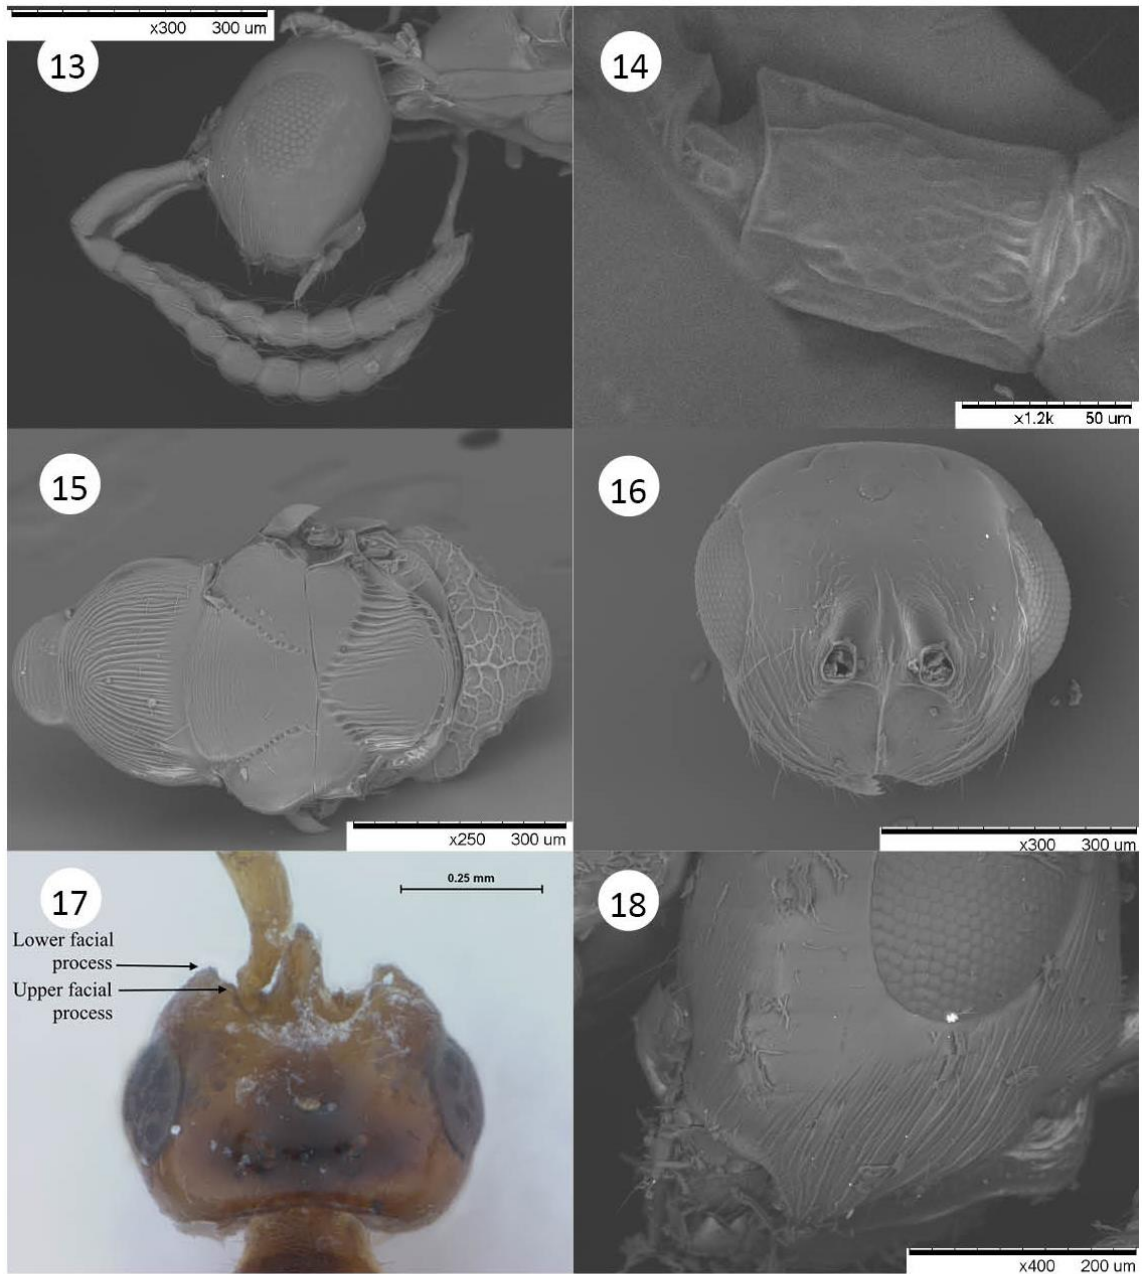 x300 300 um
13
14
x1.2k 50 um
15
x250 300 um
16
x300 300 um
17
0.25 mm
Lower facial
process
Upper facial
process
18
x400 200 um